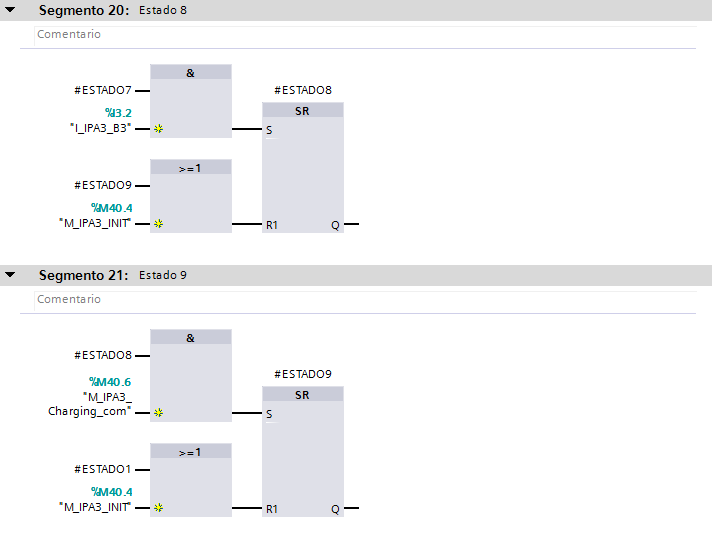 Segmento 20: Estado 8
Comentario
&
#ESTADO7
#ESTADO8
%I3.2
SR
"I_IPA3_B3"
S
>=1
#ESTADO9
%M40.4
"M_IPA3_INIT"
R1 Q
Segmento 21: Estado 9
Comentario
&
#ESTADO8
#ESTADO9
%M40.6
SR
"M_IPA3_
Charging_com"
S
>=1
#ESTADO1
%M40.4
"M_IPA3_INIT"
R1 Q